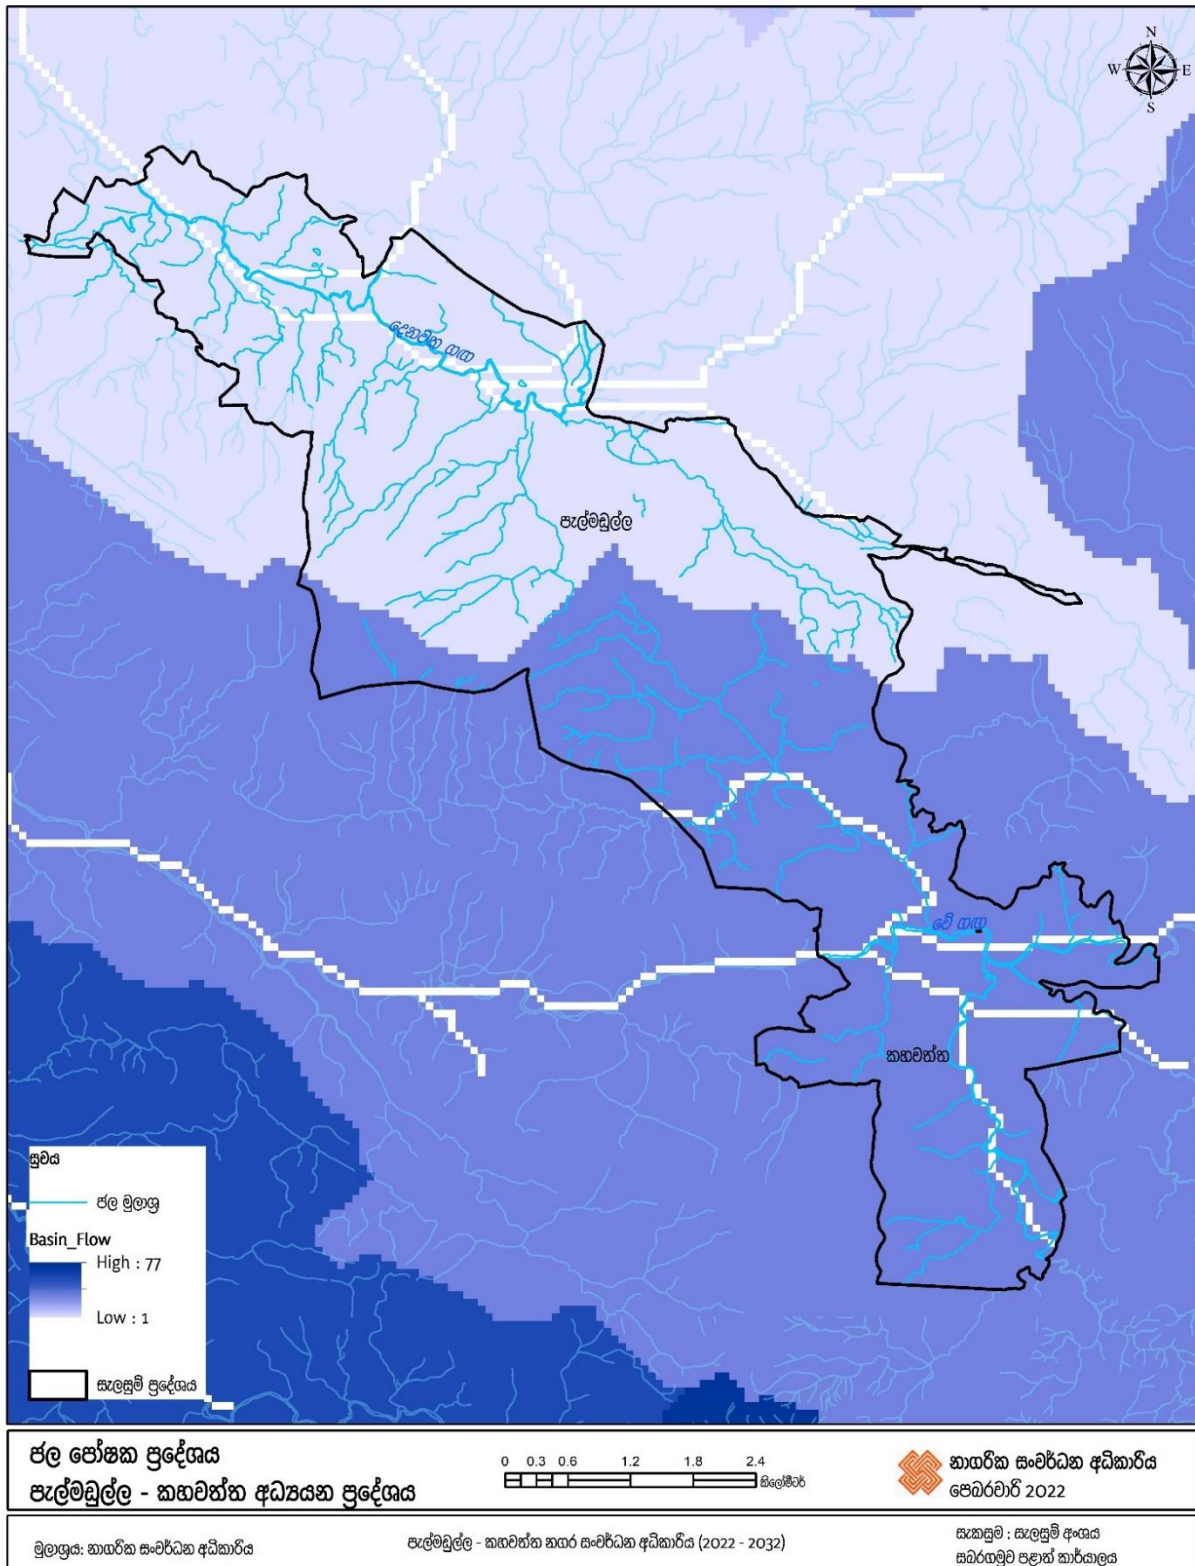 N
W E
S
දෙනවක ගඟ
පැල්මඩුල්ල
වේ ගඟ
කහවත්ත
සුචය
ජල මූලාශ්‍ර
Basin_Flow
High : 77
Low : 1
සැලසුම් ප්‍රදේශය
ජල පෝෂක ප්‍රදේශය
පැල්මඩුල්ල - කහවත්ත අධ්‍යයන ප්‍රදේශය
0 0.3 0.6 1.2 1.8 2.4
කිලෝමීටර්
නාගරික සංවර්ධන අධිකාරිය
පෙබරවාරි 2022
මූලාශ්‍රය: නාගරික සංවර්ධන අධිකාරිය
පැල්මඩුල්ල - කහවත්ත නගර සංවර්ධන අධිකාරිය (2022 - 2032)
සැකසුම : සැලසුම් අංශය
සබරගමුව පළාත් කාර්යාලය